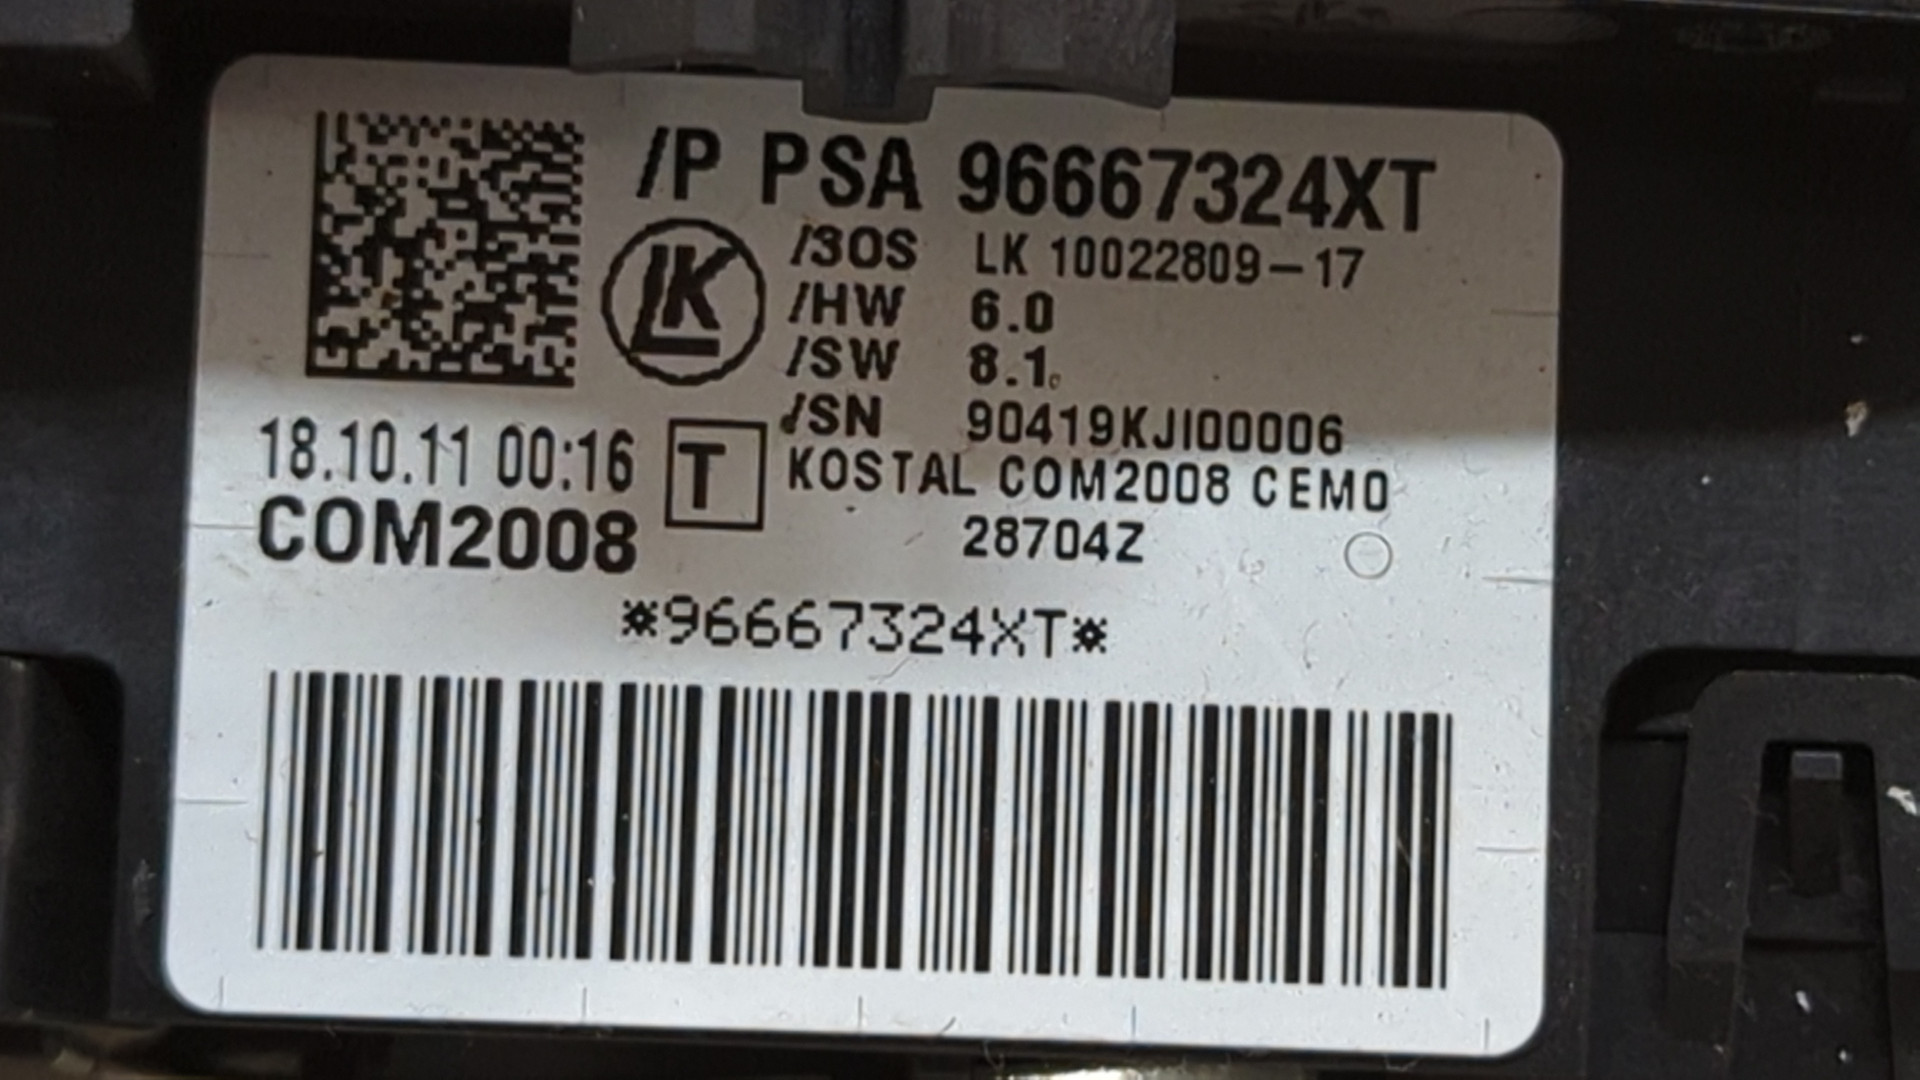 /P PSA 96667324XT
/3OS LK 10022809-17
LK
/HW 6.0
/SW 8.1
/SN 90419KJI00006
18.10.11 00:16
T
KOSTAL COM2008 CEM0
COM2008
28704Z
*96667324XT*